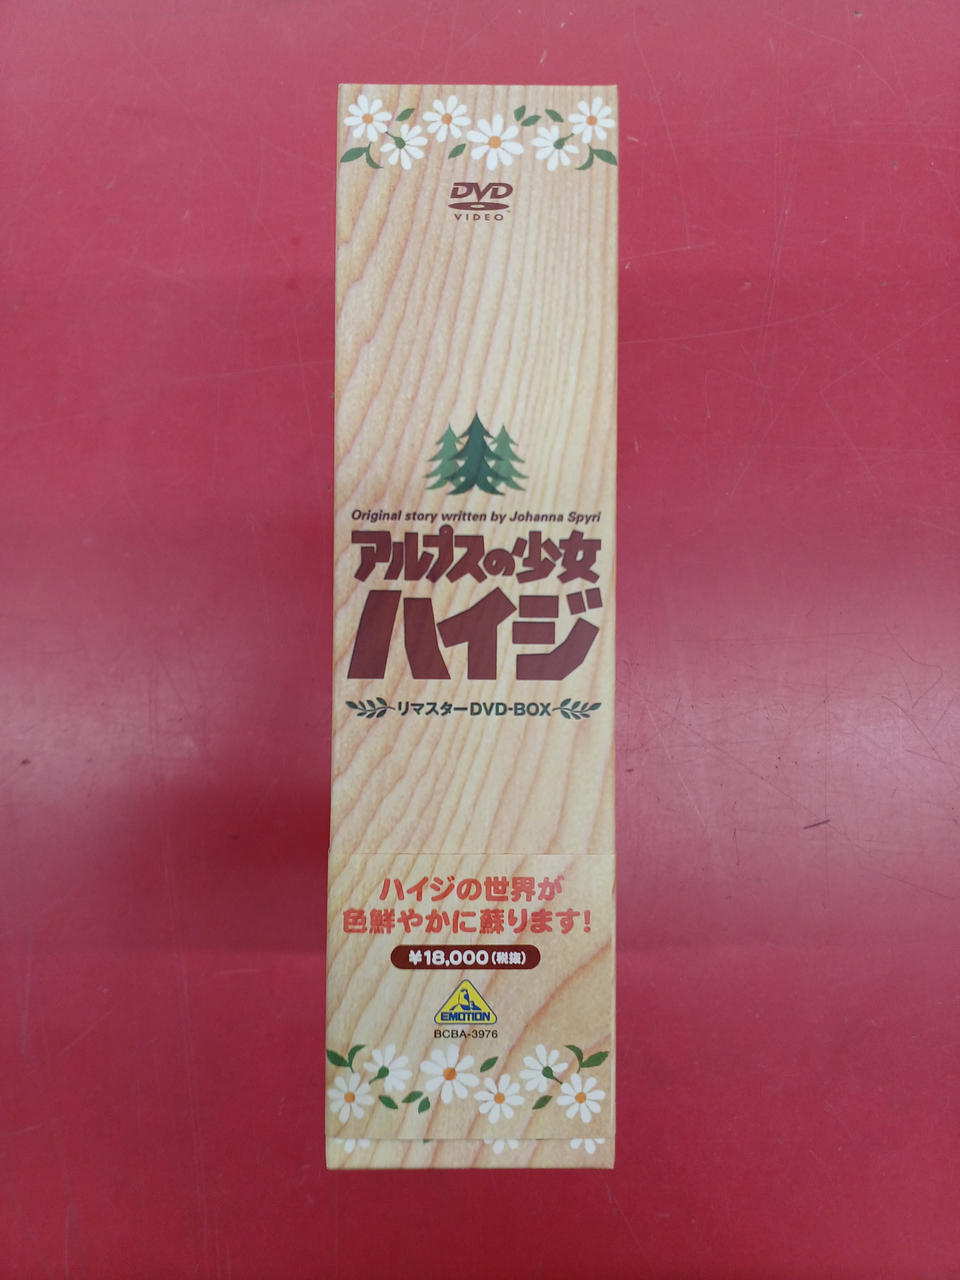 DVD
VIDEO
Original story written by Johanna Spyri
アルプスの少女
ハイジ
リマスターDVD-BOX
ハイジの世界が
色鮮やかに蘇ります!
¥18,000(税抜)
EMOTION
BCBA-3976